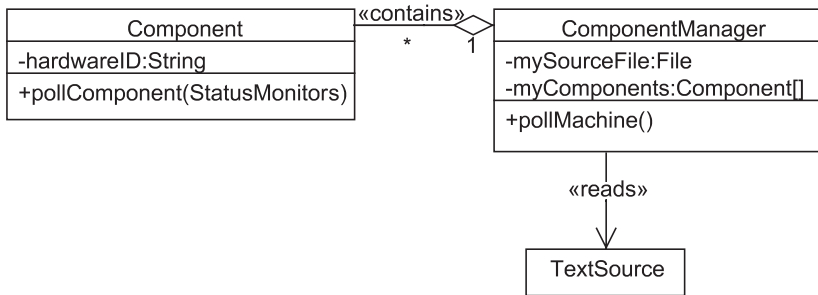 Component
-hardwareID:String
+pollComponent(StatusMonitors)
«contains»
*
1
ComponentManager
-mySourceFile:File
-myComponents:Component[]
+pollMachine()
«reads»
TextSource